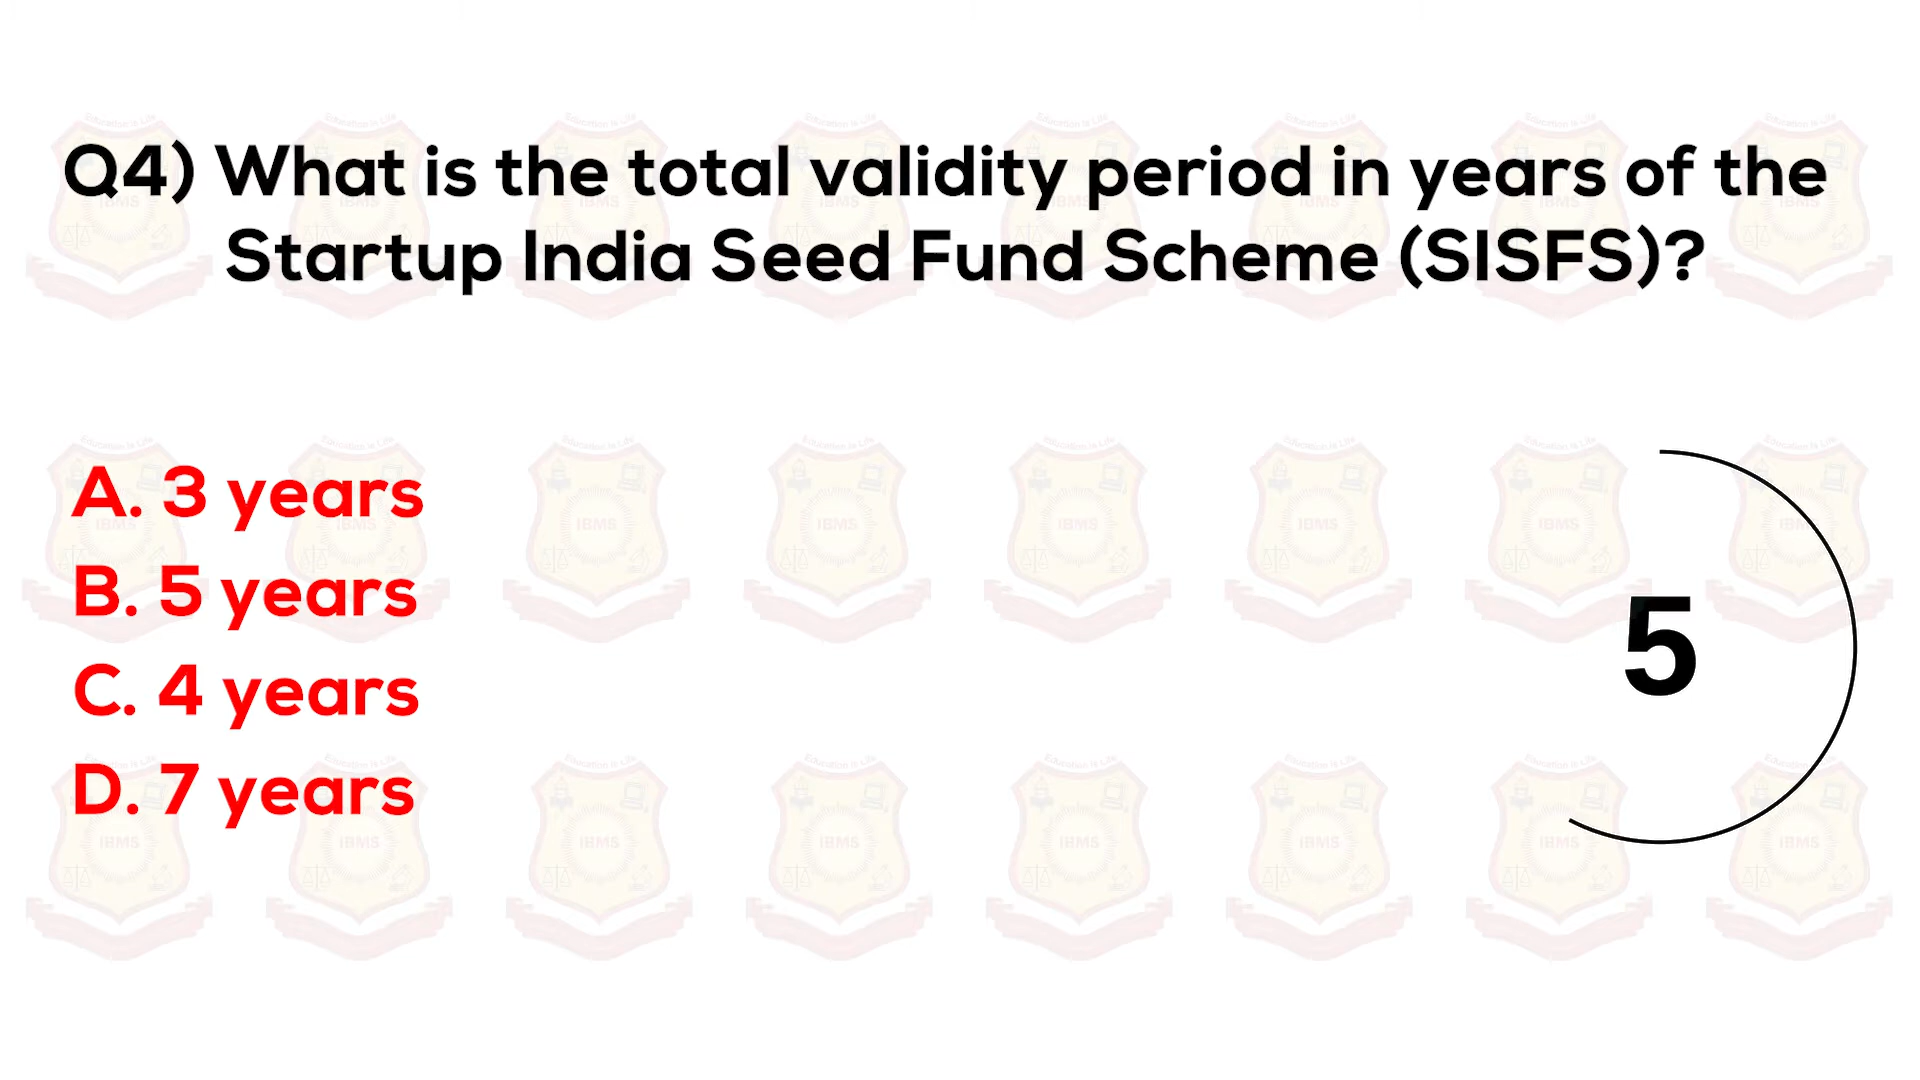 Q4) What is the total validity period in years of the
Startup India Seed Fund Scheme (SISFS)?
A. 3 years
B. 5 years
C. 4 years
D. 7 years
5